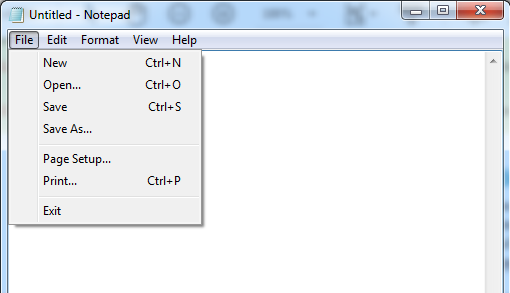 Untitled - Notepad
File Edit Format View Help
New Ctrl+N
Open... Ctrl+O
Save Ctrl+S
Save As...
Page Setup...
Print... Ctrl+P
Exit